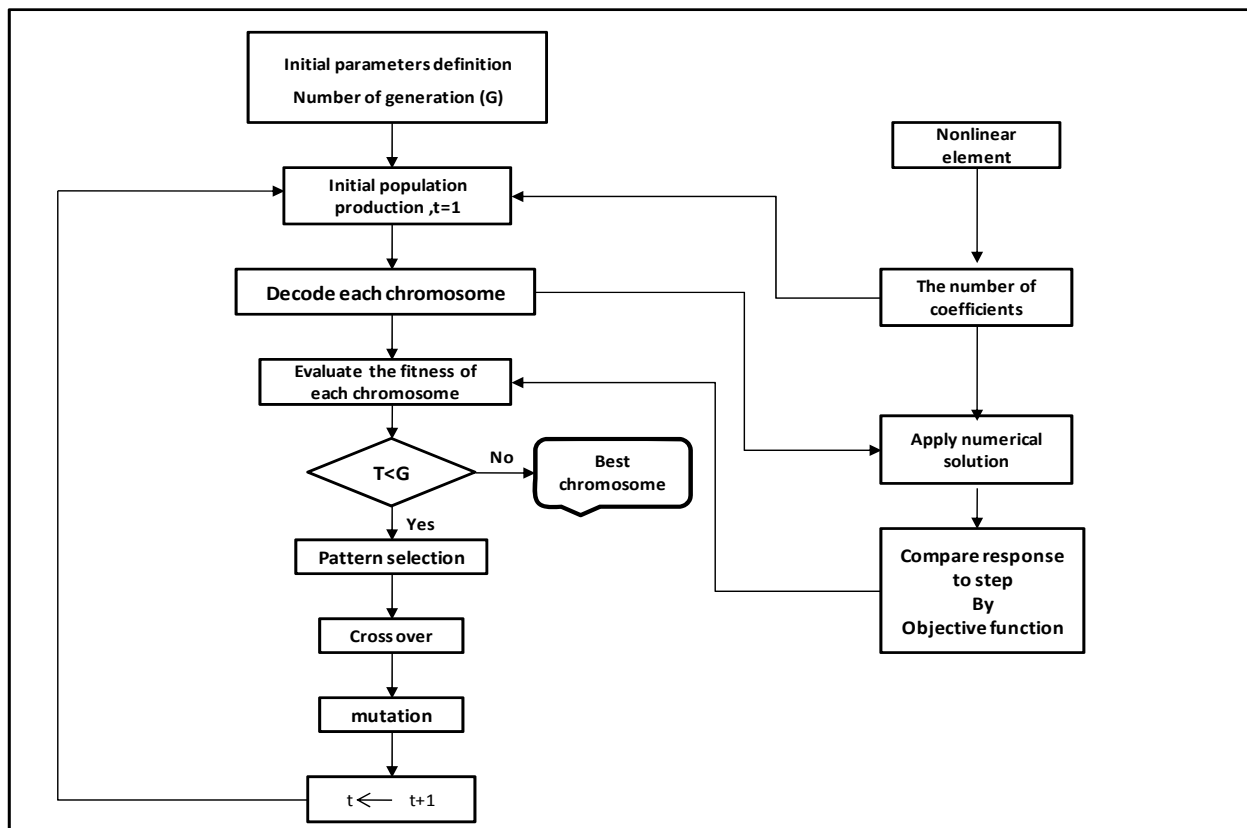 Initial parameters definition
Number of generation (G)
Initial population
production ,t=1
Decode each chromosome
Evaluate the fitness of
each chromosome
T<G
No
Best
chromosome
Yes
Pattern selection
Cross over
mutation
t ← t+1
Nonlinear
element
The number of
coefficients
Apply numerical
solution
Compare response
to step
By
Objective function